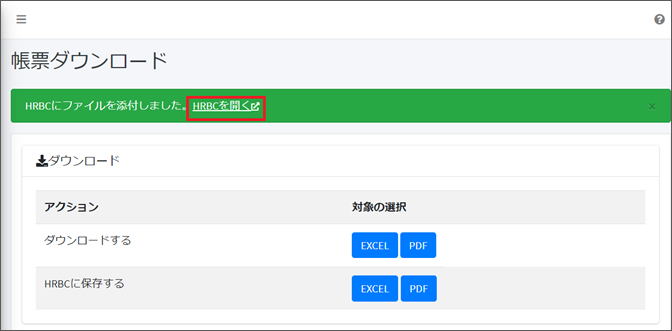 帳票ダウンロード
HRBCにファイルを添付しました。HRBCを開く
×
ダウンロード
アクション 対象の選択
ダウンロードする EXCEL PDF
HRBCに保存する EXCEL PDF